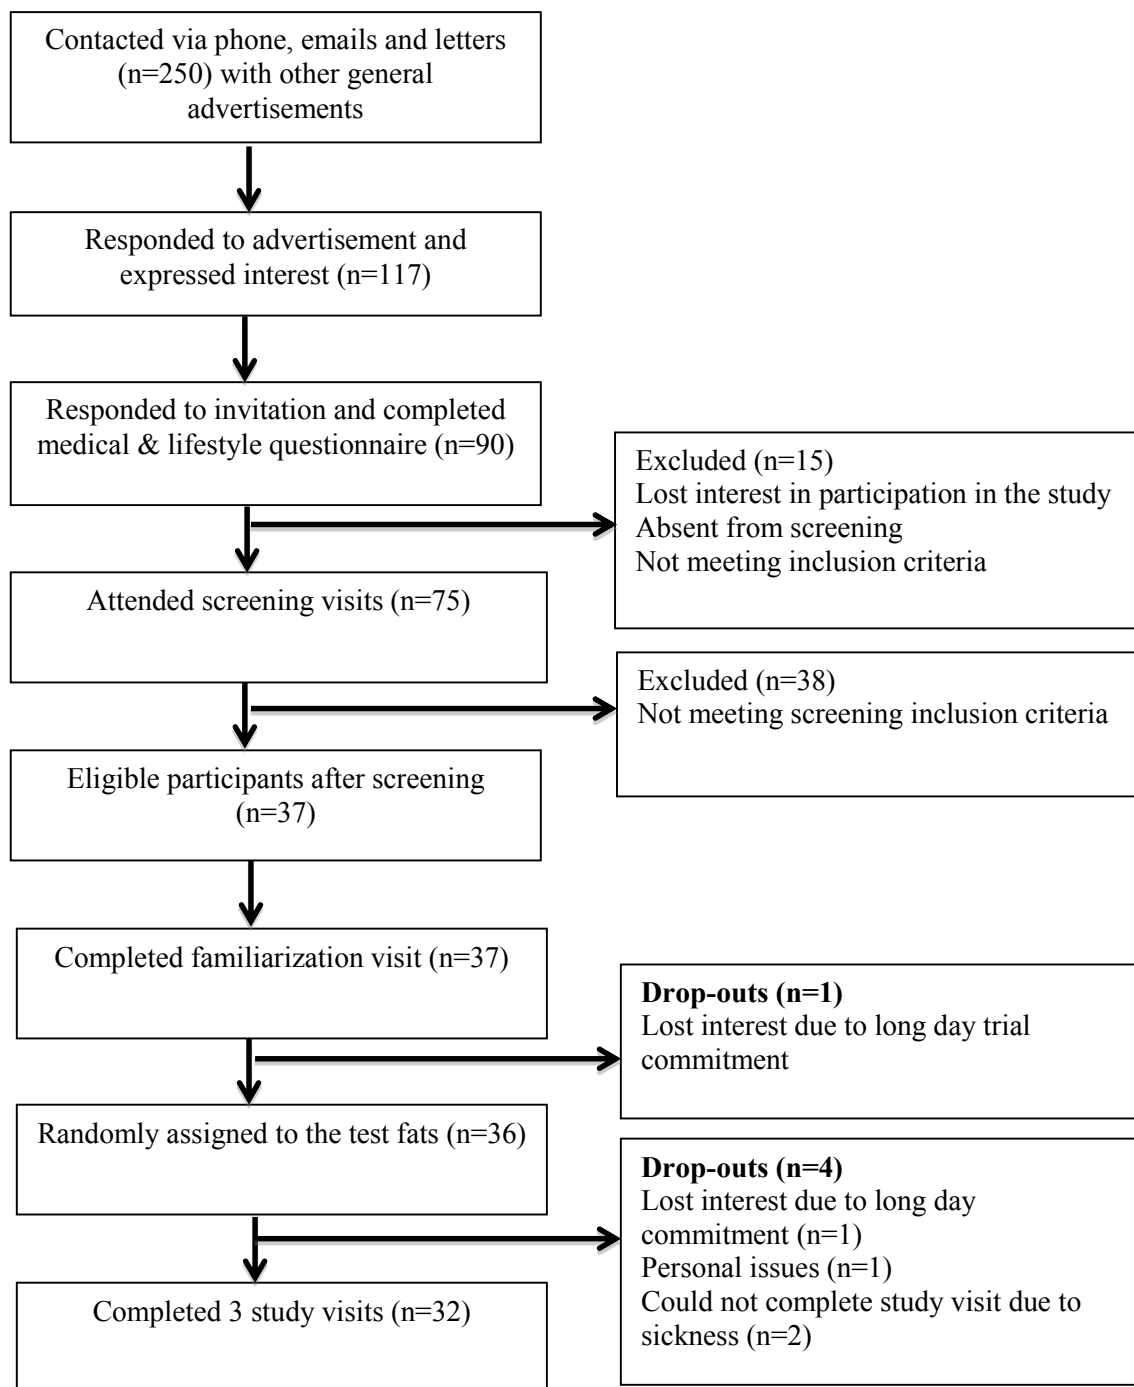 Contacted via phone, emails and letters
(n=250) with other general
advertisements
Responded to advertisement and
expressed interest (n=117)
Responded to invitation and completed
medical & lifestyle questionnaire (n=90)
Excluded (n=15)
Lost interest in participation in the study
Absent from screening
Not meeting inclusion criteria
Attended screening visits (n=75)
Excluded (n=38)
Not meeting screening inclusion criteria
Eligible participants after screening
(n=37)
Completed familiarization visit (n=37)
Drop-outs (n=1)
Lost interest due to long day trial
commitment
Randomly assigned to the test fats (n=36)
Drop-outs (n=4)
Lost interest due to long day
commitment (n=1)
Personal issues (n=1)
Could not complete study visit due to
sickness (n=2)
Completed 3 study visits (n=32)